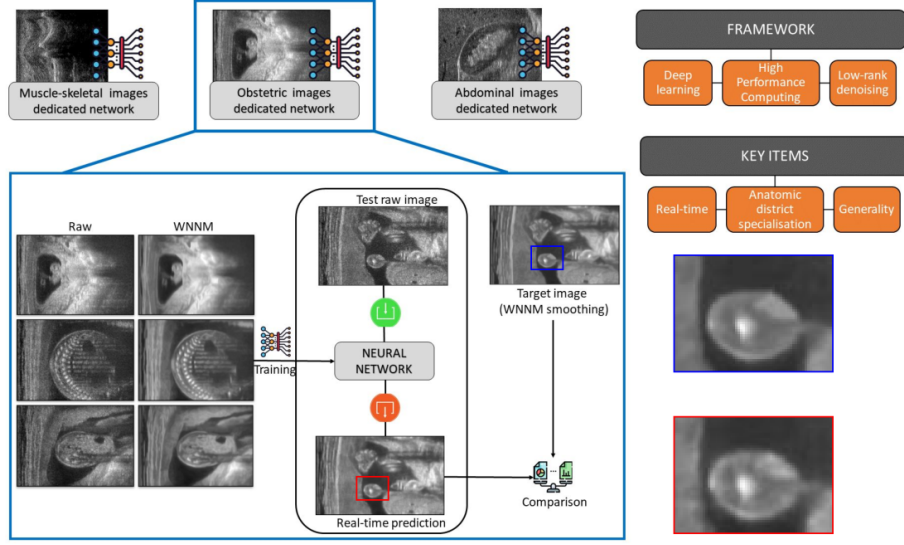 Muscle-skeletal images
dedicated network
Obstetric images
dedicated network
Abdominal images
dedicated network
FRAMEWORK
Deep
learning
High
Performance
Computing
Low-rank
denoising
KEY ITEMS
Real-time
Anatomic
district
specialisation
Generality
Raw
WNNM
Training
Test raw image
NEURAL
NETWORK
Real-time prediction
Target image
(WNNM smoothing)
Comparison